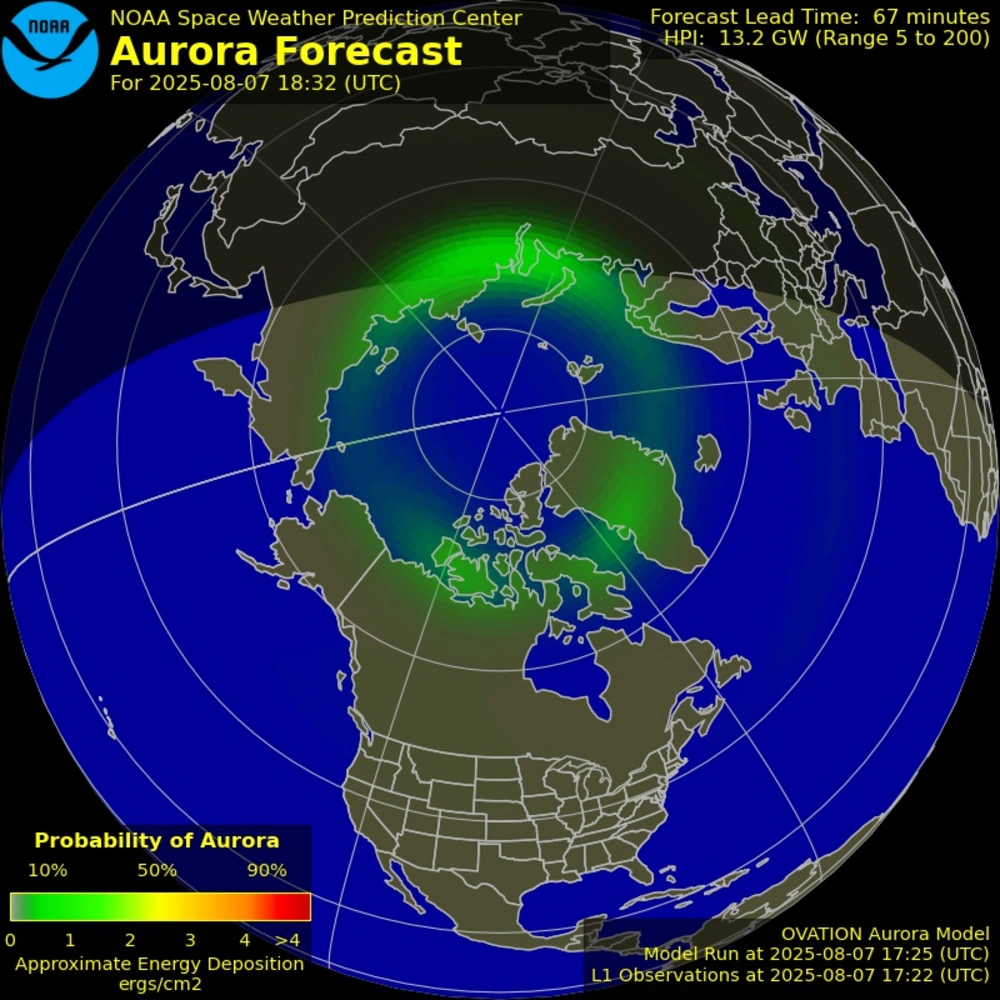 NOAA
NOAA Space Weather Prediction Center
Aurora Forecast
For 2025-08-07 18:32 (UTC)
Forecast Lead Time: 67 minutes
HPI: 13.2 GW (Range 5 to 200)
Probability of Aurora
10% 50% 90%
0 1 2 3 4 >4
Approximate Energy Deposition
ergs/cm2
OVATION Aurora Model
Model Run at 2025-08-07 17:25 (UTC)
L1 Observations at 2025-08-07 17:22 (UTC)